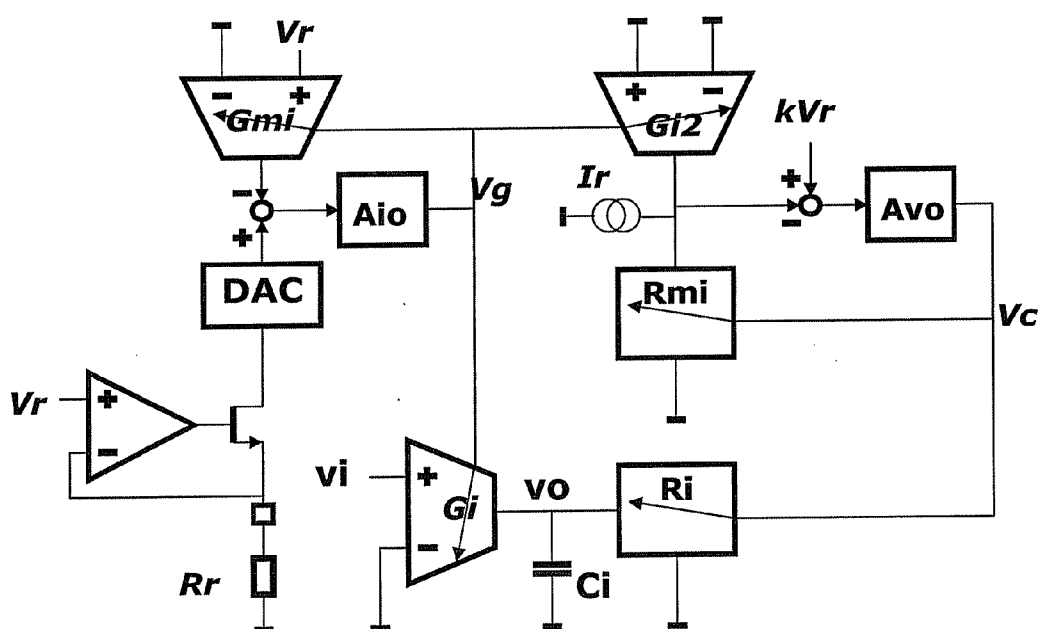 Vr
− + + −
Gmi
Gi2
kVr
− Vg Ir + −
+
Aio
Avo
DAC
Rmi
Vc
Vr
+
−
vi
+
Gi
−
vo
Ri
Rr
Ci